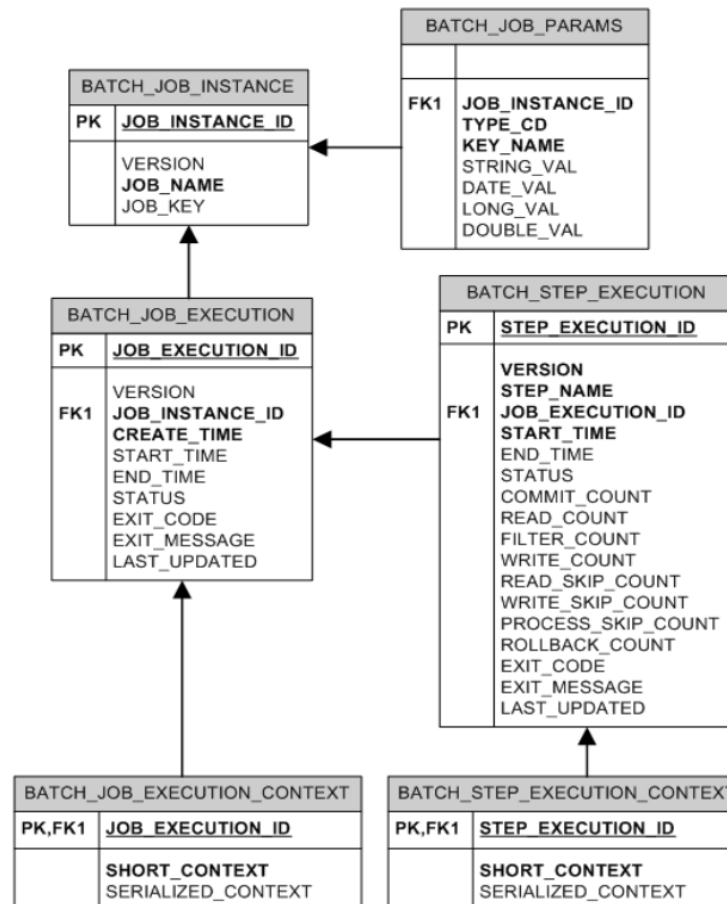 BATCH_JOB_PARAMS
FK1 JOB_INSTANCE_ID
TYPE_CD
KEY_NAME
STRING_VAL
DATE_VAL
LONG_VAL
DOUBLE_VAL
BATCH_JOB_INSTANCE
PK JOB_INSTANCE_ID
VERSION
JOB_NAME
JOB_KEY
BATCH_JOB_EXECUTION
PK JOB_EXECUTION_ID
VERSION
FK1 JOB_INSTANCE_ID
CREATE_TIME
START_TIME
END_TIME
STATUS
EXIT_CODE
EXIT_MESSAGE
LAST_UPDATED
BATCH_STEP_EXECUTION
PK STEP_EXECUTION_ID
VERSION
STEP_NAME
FK1 JOB_EXECUTION_ID
START_TIME
END_TIME
STATUS
COMMIT_COUNT
READ_COUNT
FILTER_COUNT
WRITE_COUNT
READ_SKIP_COUNT
WRITE_SKIP_COUNT
PROCESS_SKIP_COUNT
ROLLBACK_COUNT
EXIT_CODE
EXIT_MESSAGE
LAST_UPDATED
BATCH_JOB_EXECUTION_CONTEXT
PK,FK1 JOB_EXECUTION_ID
SHORT_CONTEXT
SERIALIZED_CONTEXT
BATCH_STEP_EXECUTION_CONTEXT
PK,FK1 STEP_EXECUTION_ID
SHORT_CONTEXT
SERIALIZED_CONTEXT